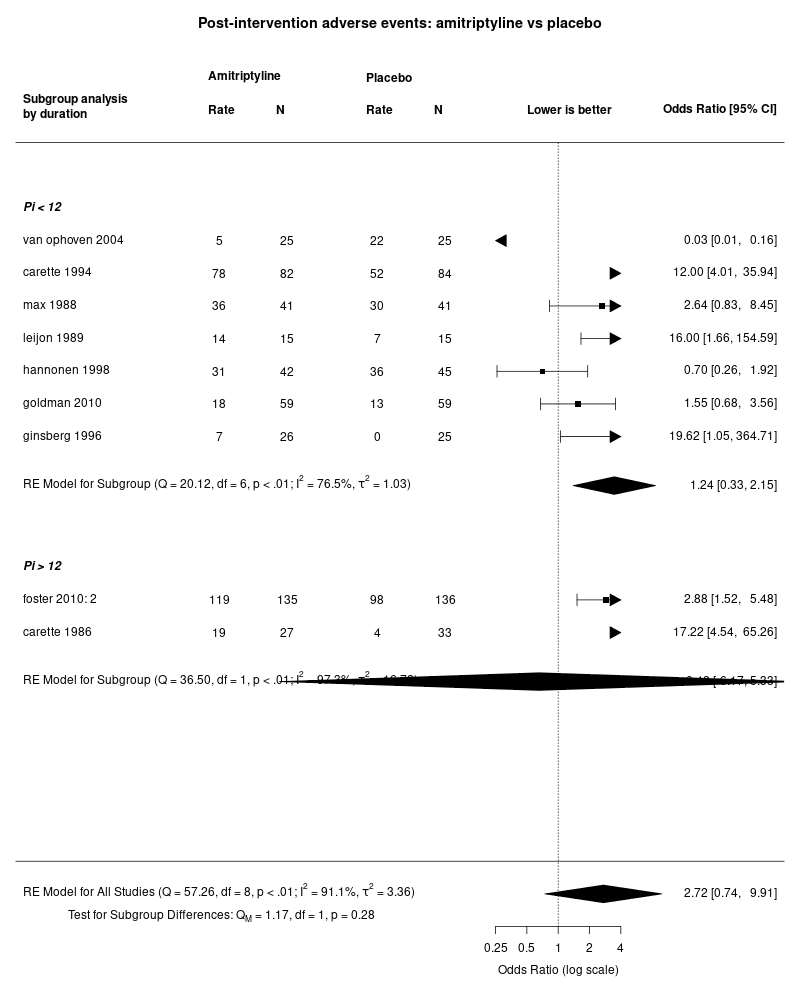 Post-intervention adverse events: amitriptyline vs placebo
Amitriptyline Placebo
Subgroup analysis
by duration Rate N Rate N Lower is better Odds Ratio [95% CI]
Pi < 12
van ophoven 2004 5 25 22 25 0.03 [0.01, 0.16]
carette 1994 78 82 52 84 12.00 [4.01, 35.94]
max 1988 36 41 30 41 2.64 [0.83, 8.45]
leijon 1989 14 15 7 15 16.00 [1.66, 154.59]
hannonen 1998 31 42 36 45 0.70 [0.26, 1.92]
goldman 2010 18 59 13 59 1.55 [0.68, 3.56]
ginsberg 1996 7 26 0 25 19.62 [1.05, 364.71]
RE Model for Subgroup (Q = 20.12, df = 6, p < .01; I² = 76.5%, τ² = 1.03) 1.24 [0.33, 2.15]
Pi > 12
foster 2010: 2 119 135 98 136 2.88 [1.52, 5.48]
carette 1986 19 27 4 33 17.22 [4.54, 65.26]
RE Model for Subgroup (Q = 36.50, df = 1, p < .01; I²
RE Model for All Studies (Q = 57.26, df = 8, p < .01; I² = 91.1%, τ² = 3.36) 2.72 [0.74, 9.91]
Test for Subgroup Differences: Q_M = 1.17, df = 1, p = 0.28
0.25 0.5 1 2 4
Odds Ratio (log scale)